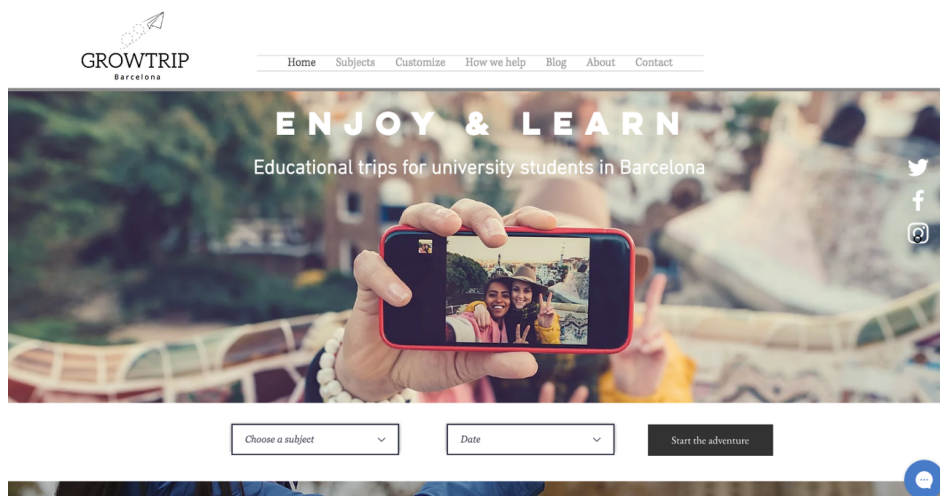 GROWTRIP
Barcelona
Home Subjects Customize How we help Blog About Contact
ENJOY & LEARN
Educational trips for university students in Barcelona
Choose a subject
Date
Start the adventure